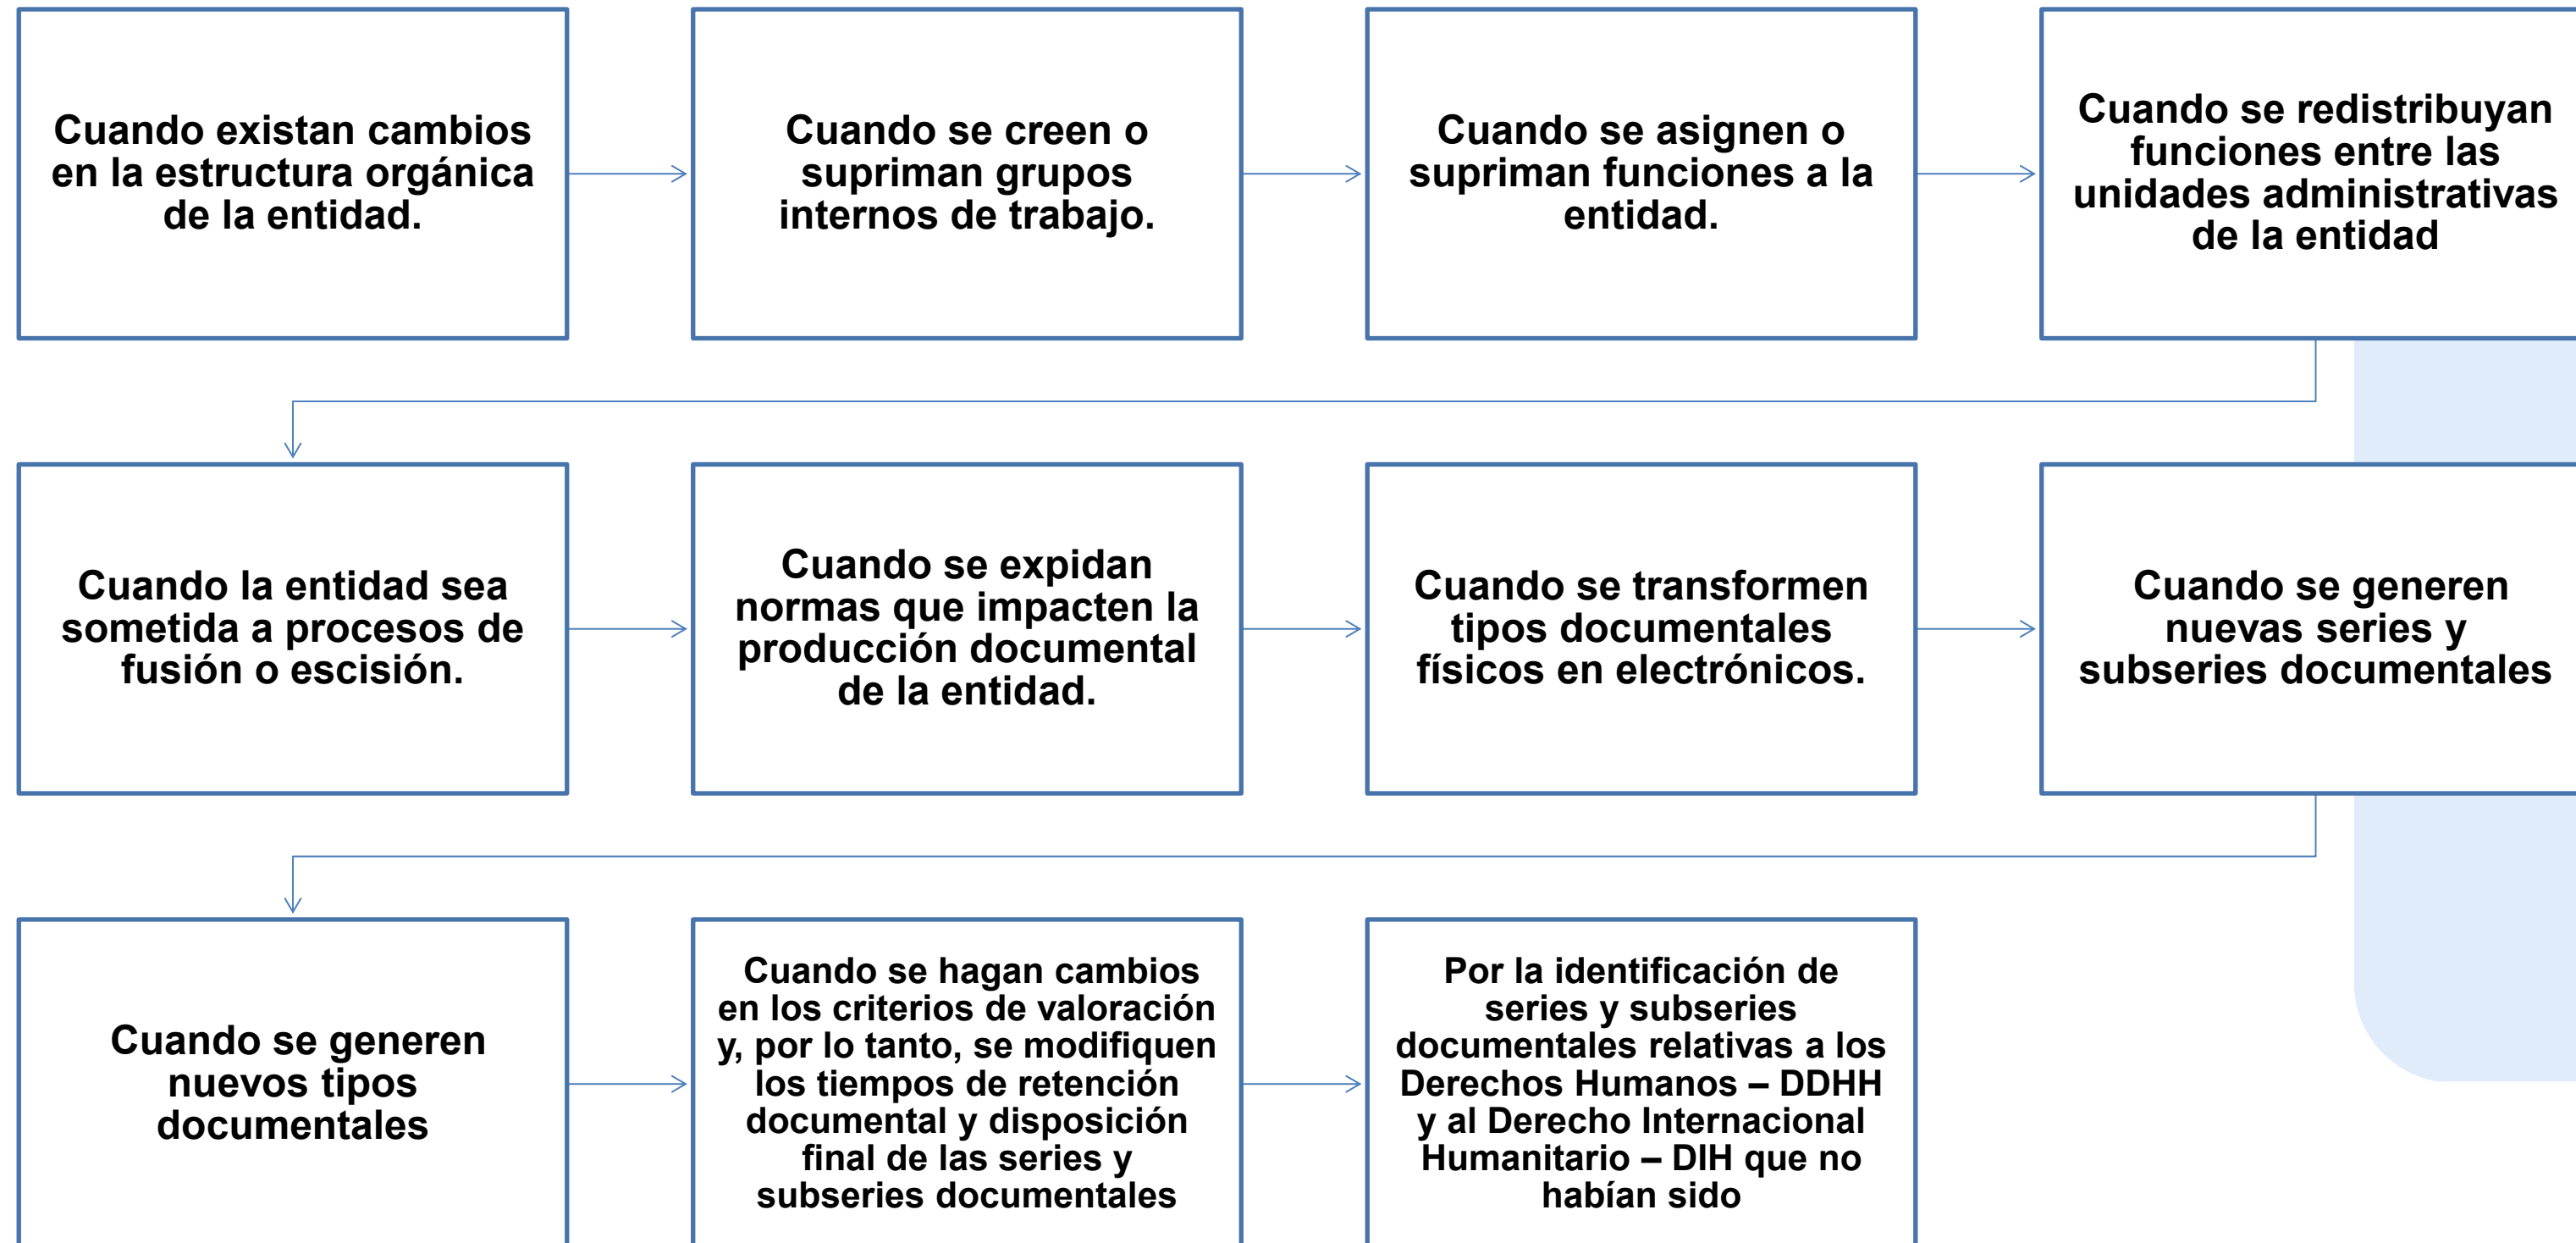 Cuando existan cambios
en la estructura orgánica
de la entidad.
Cuando se creen o
supriman grupos
internos de trabajo.
Cuando se asignen o
supriman funciones a la
entidad.
Cuando se redistribuyan
funciones entre las
unidades administrativas
de la entidad
Cuando la entidad sea
sometida a procesos de
fusión o escisión.
Cuando se expidan
normas que impacten la
producción documental
de la entidad.
Cuando se transformen
tipos documentales
físicos en electrónicos.
Cuando se generen
nuevas series y
subseries documentales
Cuando se generen
nuevos tipos
documentales
Cuando se hagan cambios
en los criterios de valoración
y, por lo tanto, se modifiquen
los tiempos de retención
documental y disposición
final de las series y
subseries documentales
Por la identificación de
series y subseries
documentales relativas a los
Derechos Humanos – DDHH
y al Derecho Internacional
Humanitario – DIH que no
habían sido